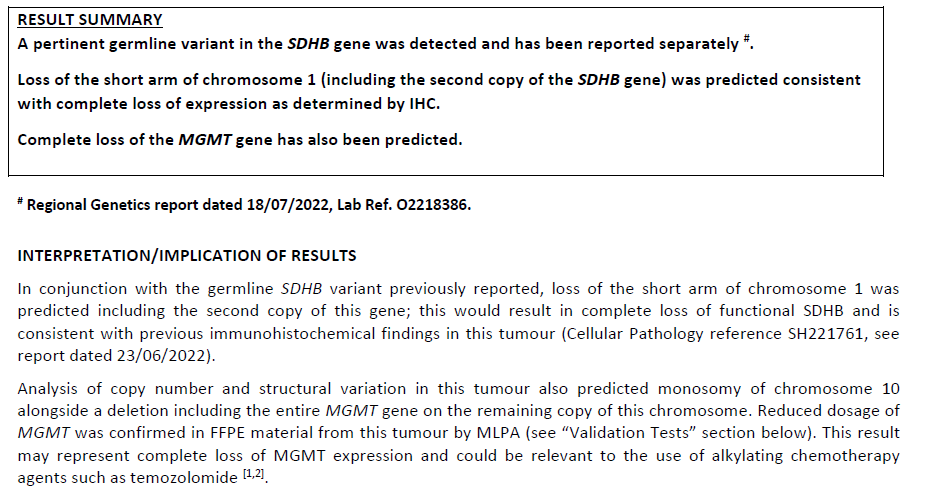 RESULT SUMMARY
A pertinent germline variant in the SDHB gene was detected and has been reported separately #.
Loss of the short arm of chromosome 1 (including the second copy of the SDHB gene) was predicted consistent
with complete loss of expression as determined by IHC.
Complete loss of the MGMT gene has also been predicted.
# Regional Genetics report dated 18/07/2022, Lab Ref. O2218386.
INTERPRETATION/IMPLICATION OF RESULTS
In conjunction with the germline SDHB variant previously reported, loss of the short arm of chromosome 1 was
predicted including the second copy of this gene; this would result in complete loss of functional SDHB and is
consistent with previous immunohistochemical findings in this tumour (Cellular Pathology reference SH221761, see
report dated 23/06/2022).
Analysis of copy number and structural variation in this tumour also predicted monosomy of chromosome 10
alongside a deletion including the entire MGMT gene on the remaining copy of this chromosome. Reduced dosage of
MGMT was confirmed in FFPE material from this tumour by MLPA (see “Validation Tests” section below). This result
may represent complete loss of MGMT expression and could be relevant to the use of alkylating chemotherapy
agents such as temozolomide [1,2].